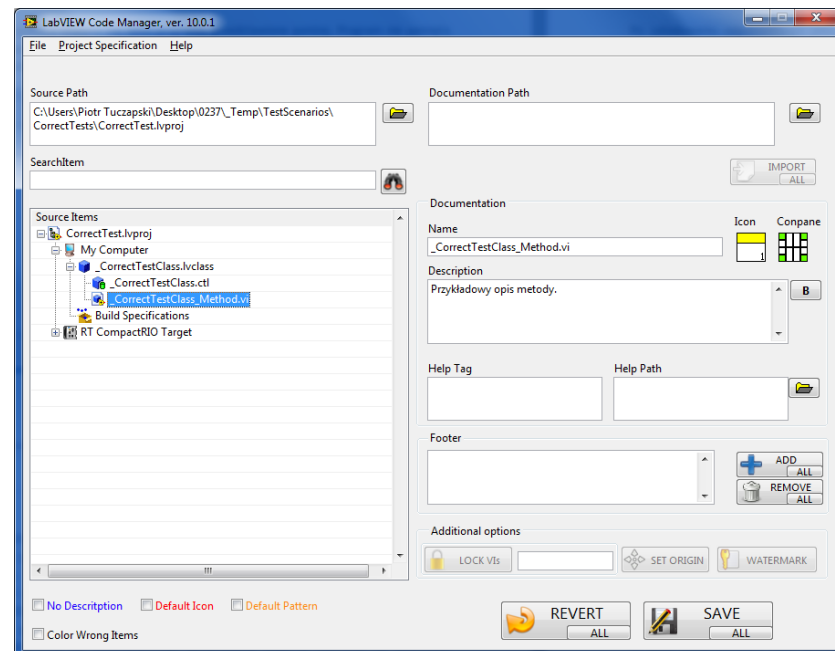 LabVIEW Code Manager, ver. 10.0.1
File Project Specification Help
Source Path
C:\Users\Piotr Tuczapski\Desktop\0237\_Temp\TestScenarios\
CorrectTests\CorrectTest.lvproj
SearchItem
Source Items
CorrectTest.lvproj
My Computer
_CorrectTestClass.lvclass
_CorrectTestClass.ctl
_CorrectTestClass_Method.vi
Build Specifications
RT CompactRIO Target
No Descritption Default Icon Default Pattern
Color Wrong Items
Documentation Path
IMPORT
ALL
Documentation
Name
_CorrectTestClass_Method.vi
Icon Conpane
1
Description
Przykładowy opis metody.
B
Help Tag Help Path
Footer
ADD
ALL
REMOVE
ALL
Additional options
LOCK VIs SET ORIGIN WATERMARK
REVERT
ALL
SAVE
ALL